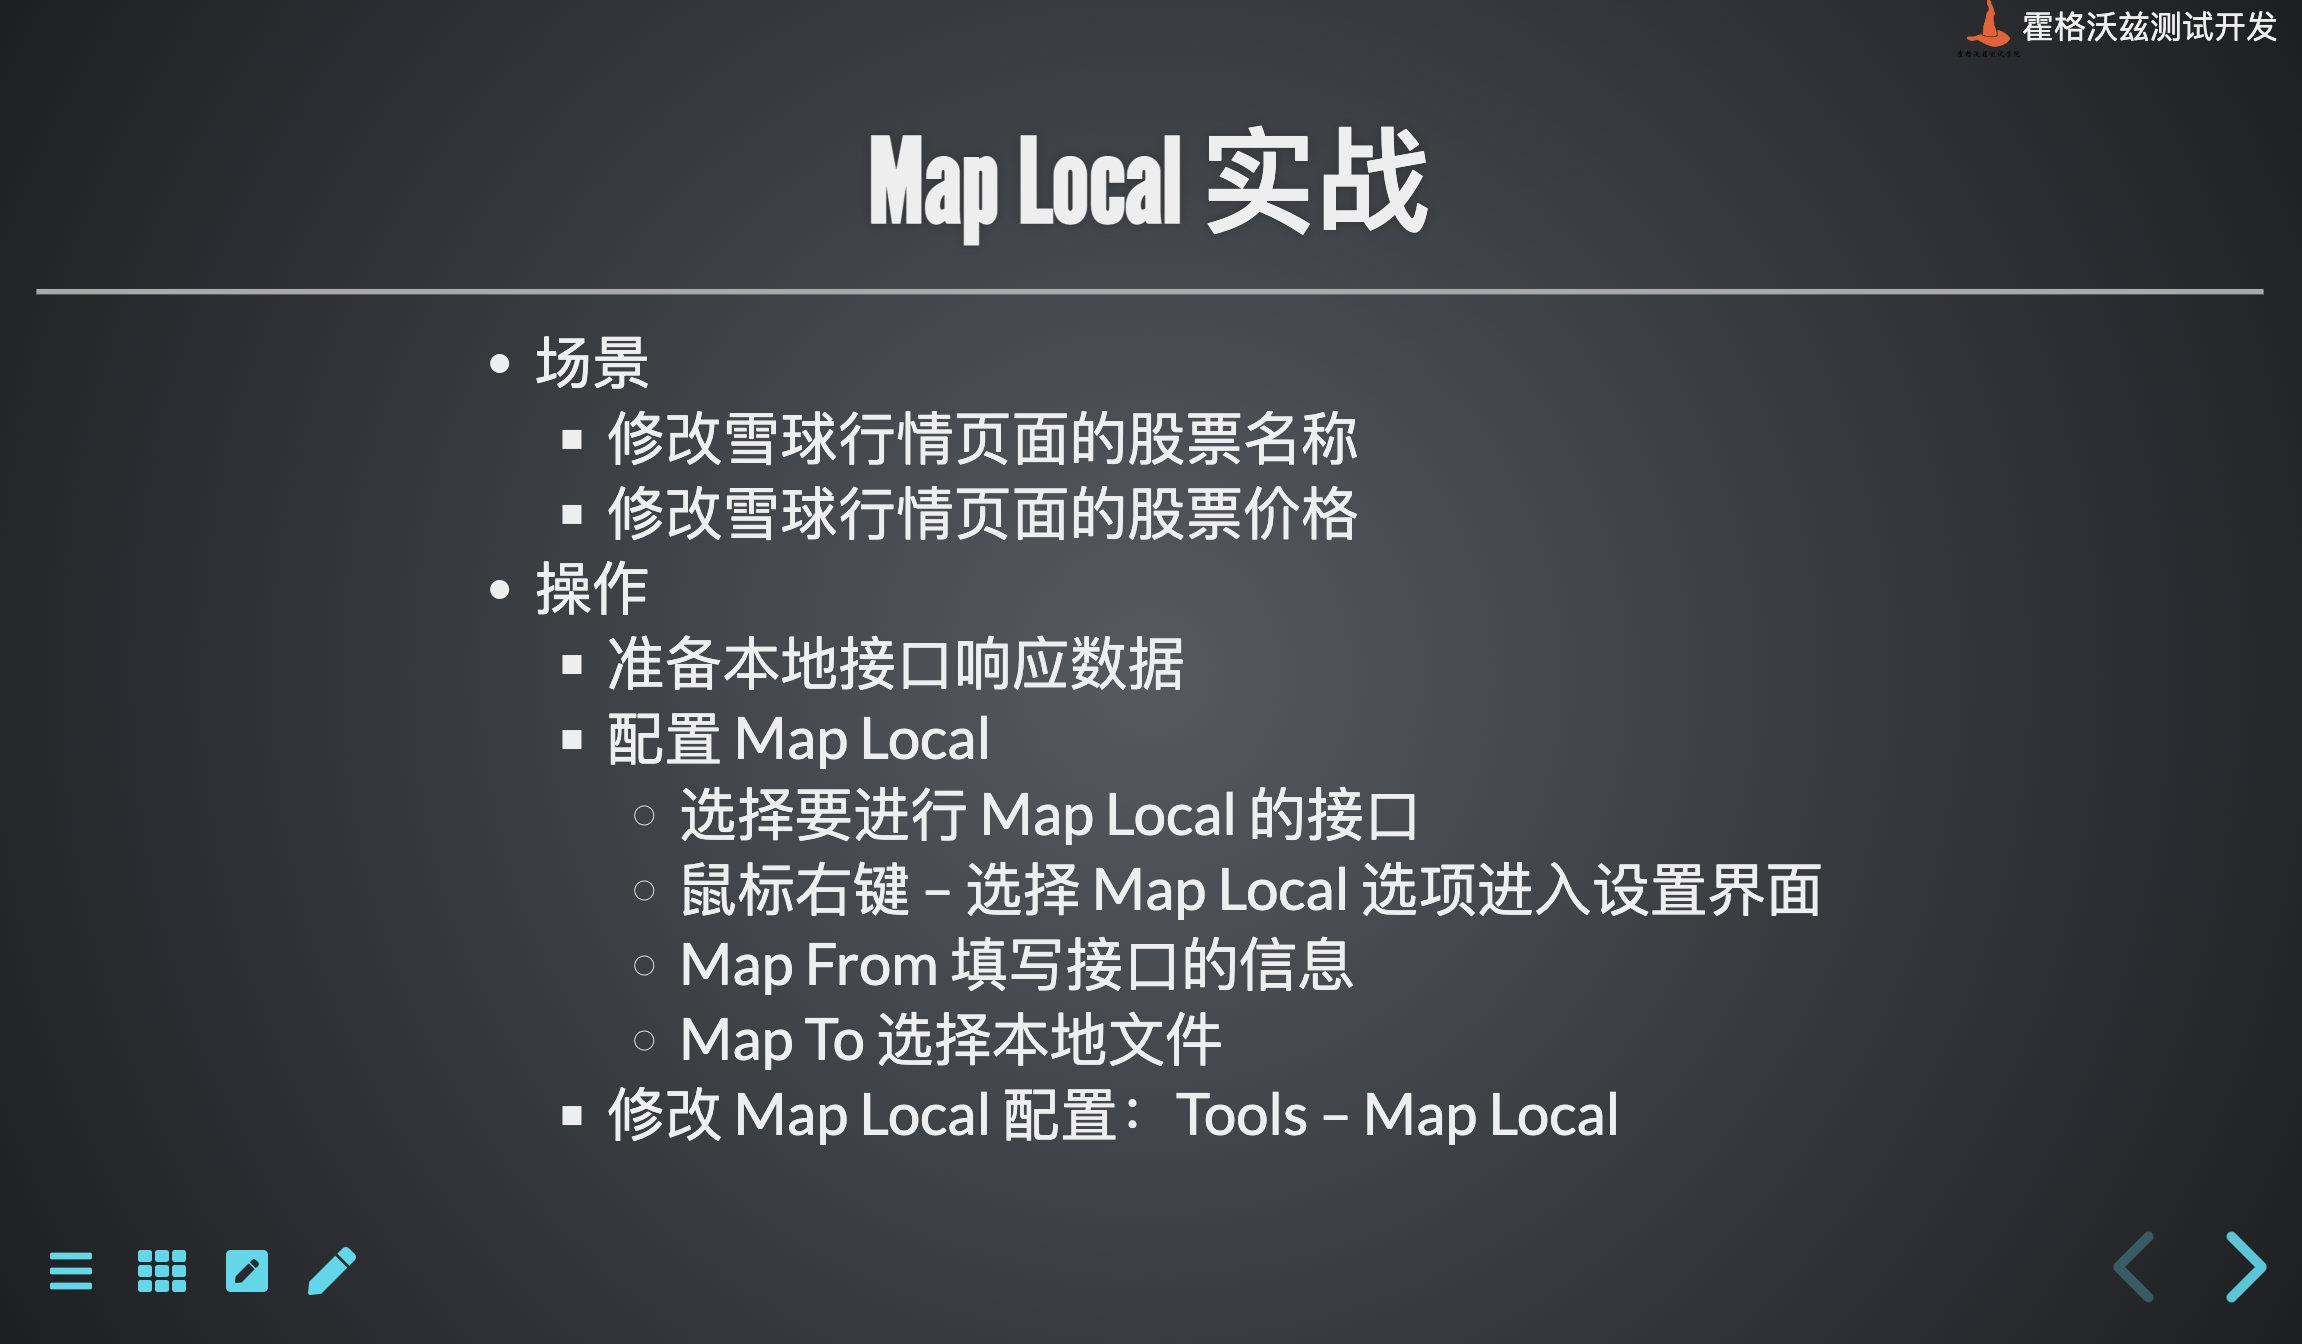 霍格沃兹测试开发
Map Local 实战
场景
修改雪球行情页面的股票名称
修改雪球行情页面的股票价格
操作
准备本地接口响应数据
配置 Map Local
选择要进行 Map Local 的接口
鼠标右键 – 选择 Map Local 选项进入设置界面
Map From 填写接口的信息
Map To 选择本地文件
修改 Map Local 配置：Tools – Map Local